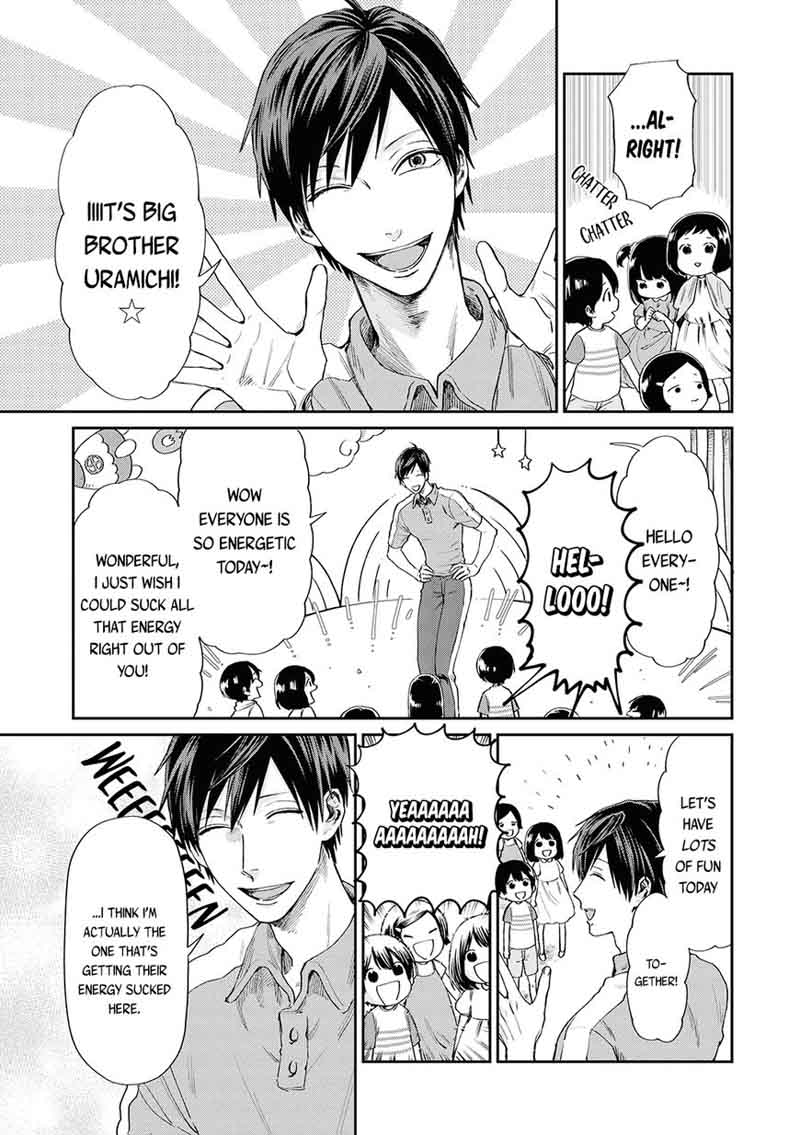 ...AL-
RIGHT!
CHATTER
CHATTER
IIIIT'S BIG
BROTHER
URAMICHI!
☆
HELLO
EVERY-
ONE~!
HEL-
LOOO!
WOW
EVERYONE IS
SO ENERGETIC
TODAY~!
WONDERFUL,
I JUST WISH I
COULD SUCK ALL
THAT ENERGY
RIGHT OUT OF
YOU!
LET'S
HAVE
LOTS
OF FUN
TODAY
TO-
GETHER!
YEAAAAAA
AAAAAAAAAH!
...I THINK I'M
ACTUALLY THE
ONE THAT'S
GETTING THEIR
ENERGY SUCKED
HERE.